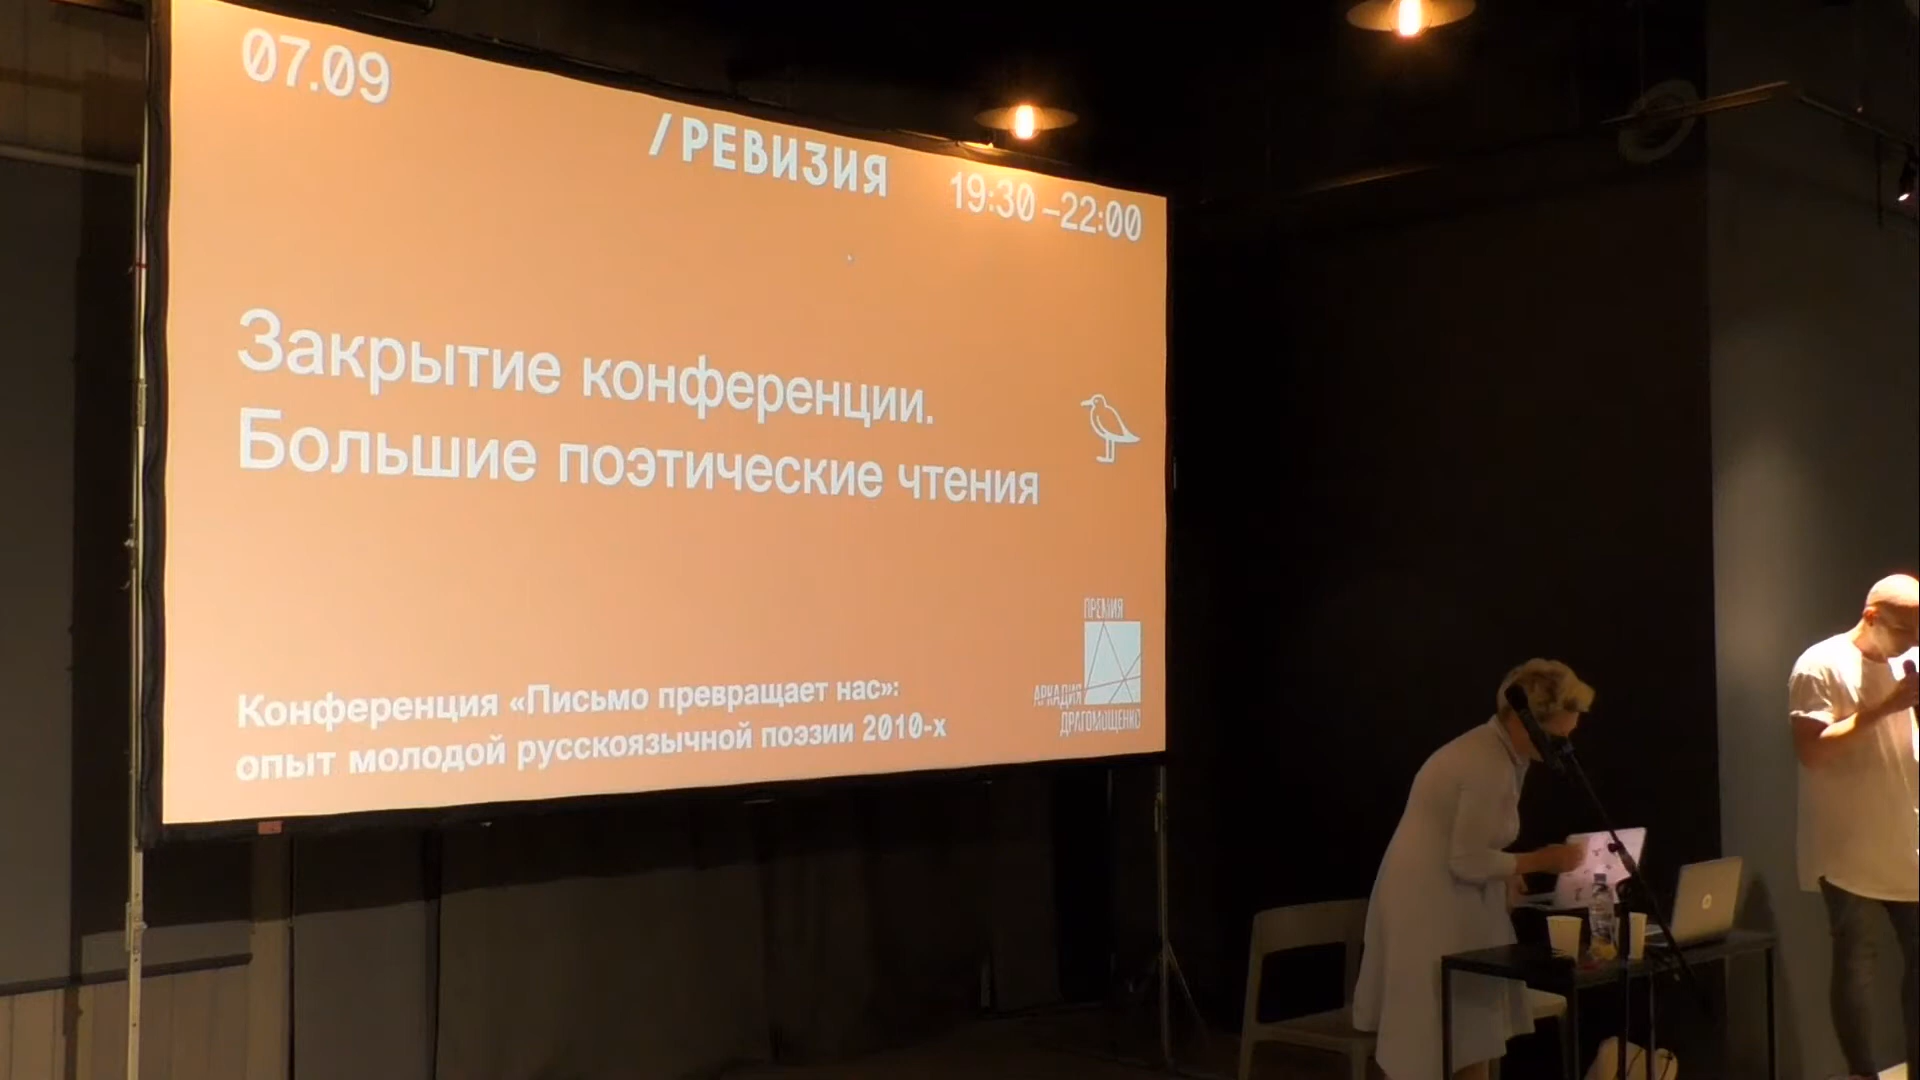 07.09
/РЕВИЗИЯ
19:30–22:00
Закрытие конференции.
Большие поэтические чтения
ПРЕМИЯ
АРКАДИЯ
ДРАГОМОЩЕНКО
Конференция «Письмо превращает нас»:
опыт молодой русскоязычной поэзии 2010-х